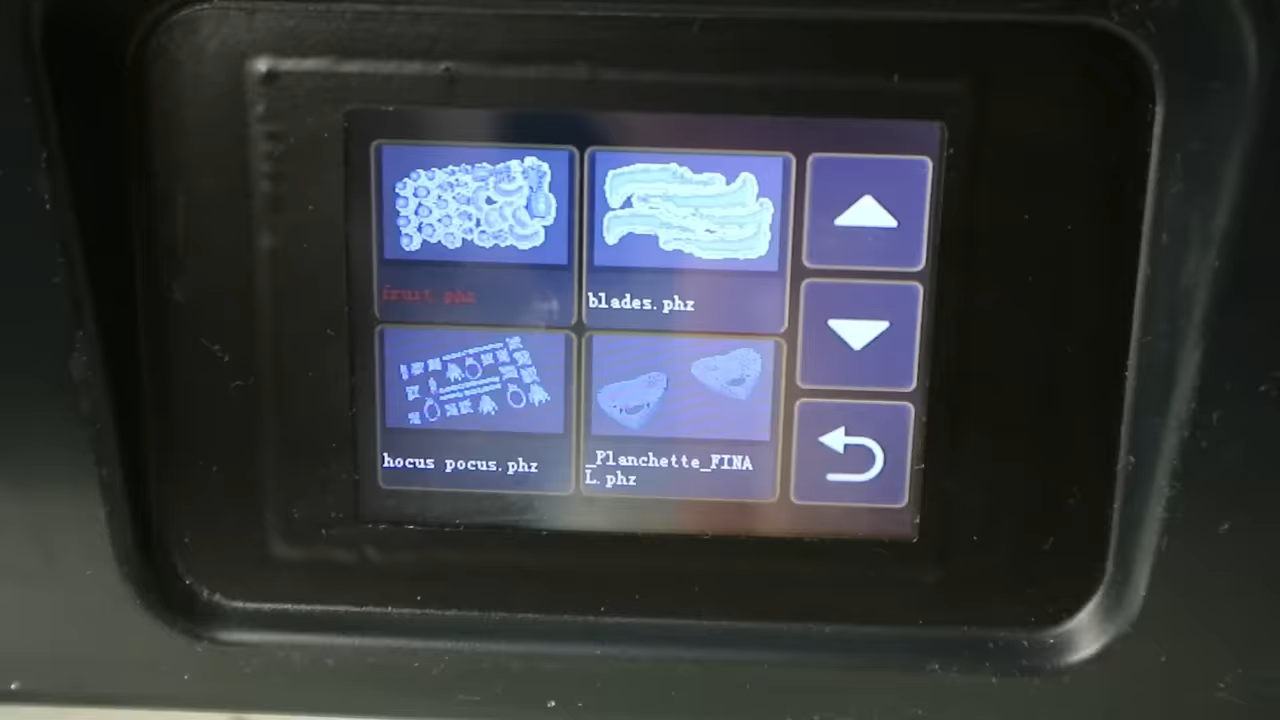 fruit.phz
blades.phz
hocus pocus.phz
_Planchette_FINA
L.phz